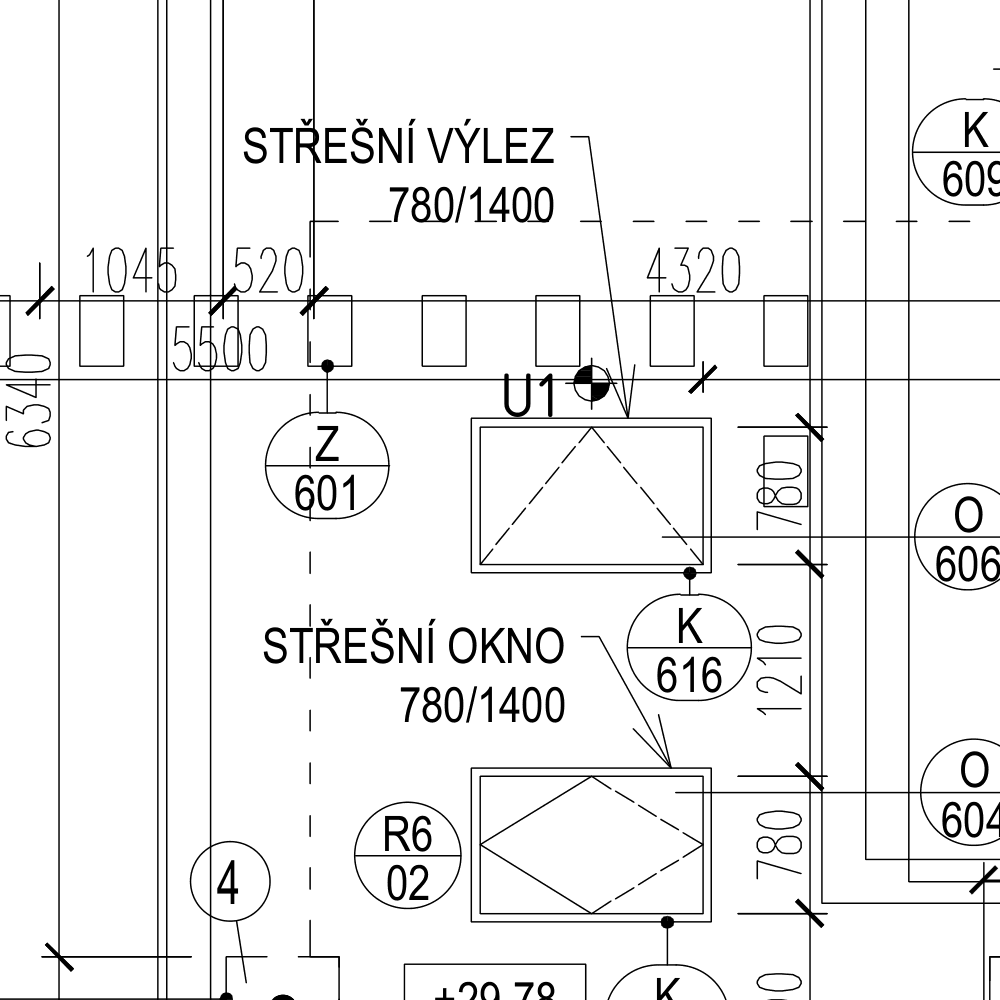 STŘEŠNÍ VÝLEZ
780/1400
K
609
1045
520
4320
5500
6340
U1
Z
601
780
O
606
K
616
STŘEŠNÍ OKNO
780/1400
1210
O
604
R6
02
780
4
K
+29,78